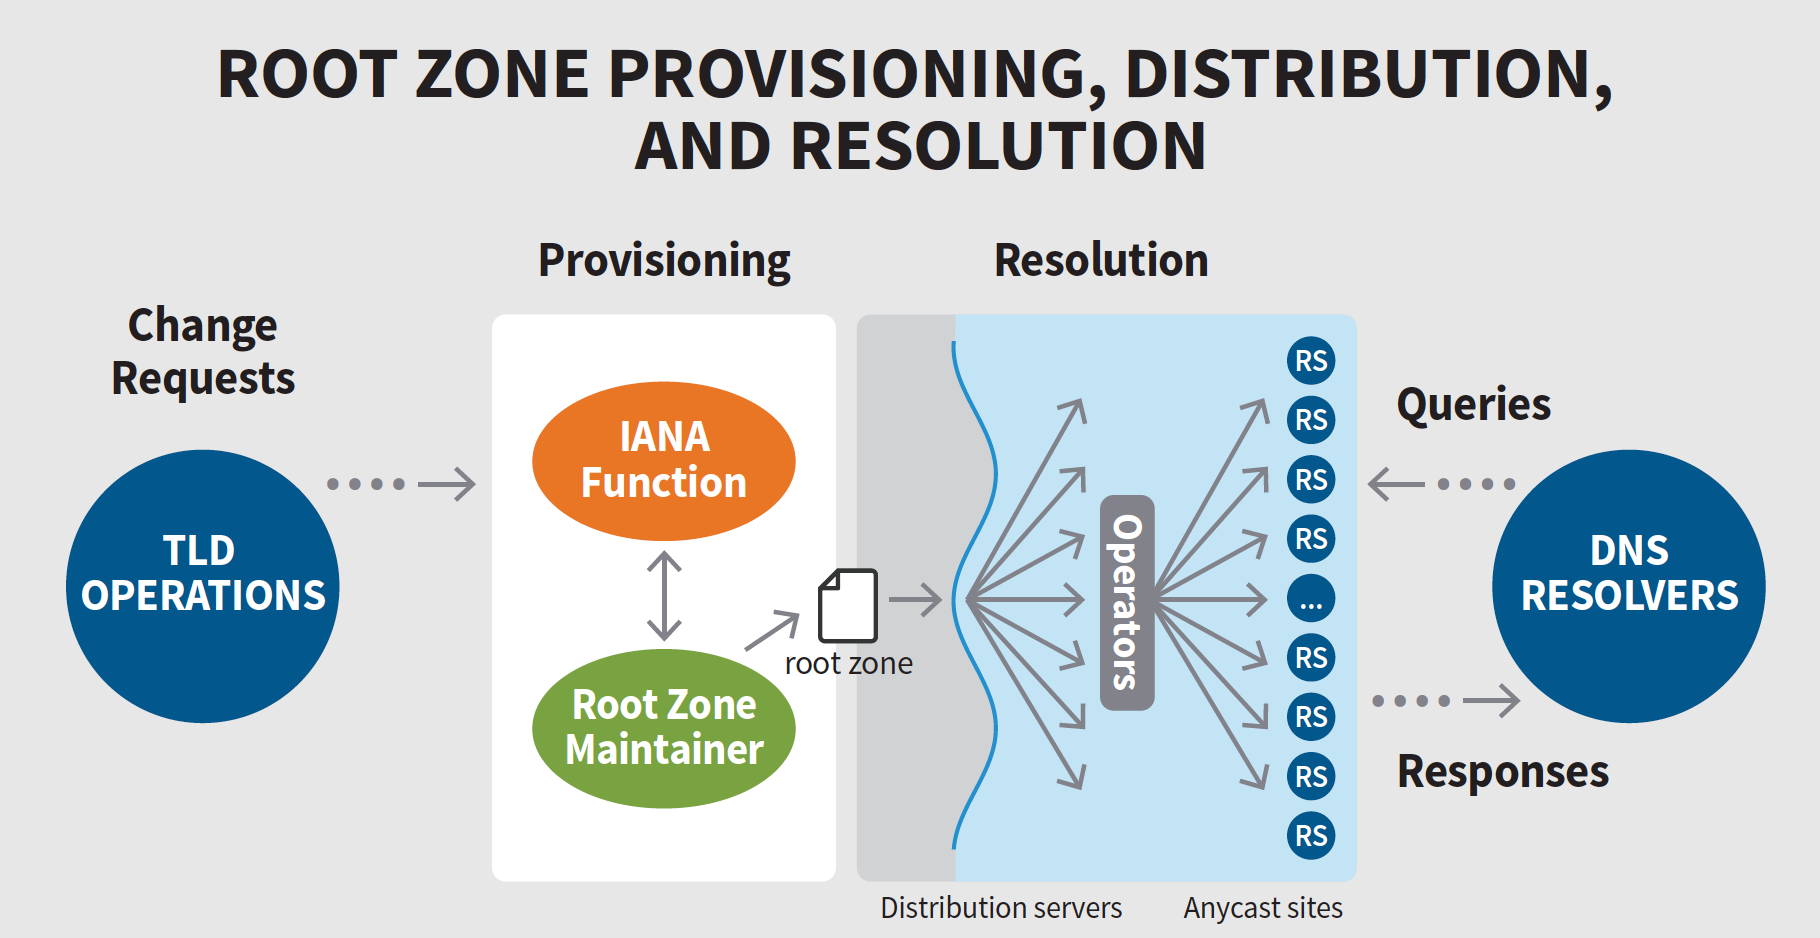 ROOT ZONE PROVISIONING, DISTRIBUTION,
AND RESOLUTION
Provisioning
Resolution
Change
Requests
TLD
OPERATIONS
IANA
Function
Root Zone
Maintainer
root zone
Operators
RS
RS
RS
RS
...
RS
RS
RS
RS
Queries
DNS
RESOLVERS
Responses
Distribution servers
Anycast sites